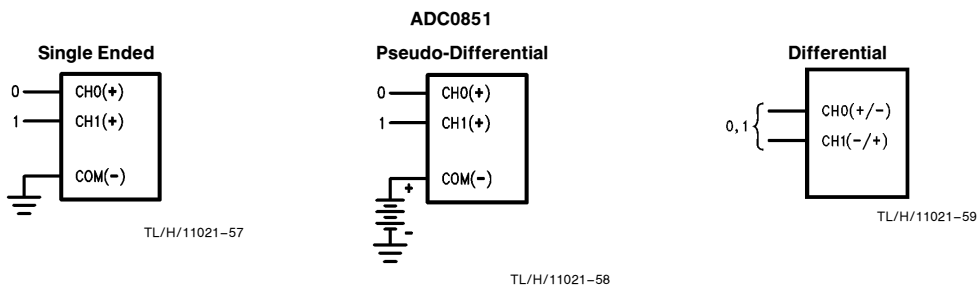 ADC0851
Single Ended
0
CH0(+)
1
CH1(+)
COM(-)
TL/H/11021-57
Pseudo-Differential
0
CH0(+)
1
CH1(+)
COM(-)
+
-
TL/H/11021-58
Differential
0,1
CH0(+/-)
CH1(-/+)
TL/H/11021-59